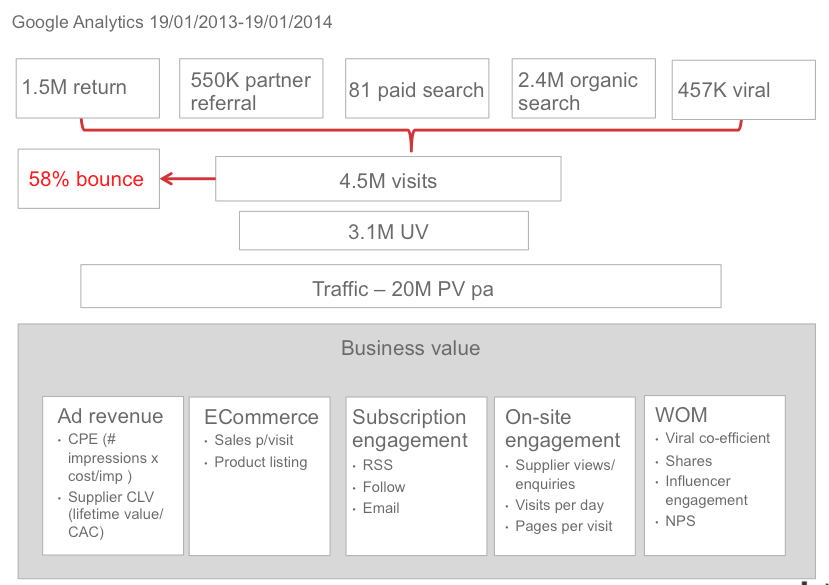 Google Analytics 19/01/2013-19/01/2014
1.5M return
550K partner
referral
81 paid search
2.4M organic
search
457K viral
58% bounce
4.5M visits
3.1M UV
Traffic – 20M PV pa
Business value
Ad revenue
· CPE (#
impressions x
cost/imp )
· Supplier CLV
(lifetime value/
CAC)
ECommerce
· Sales p/visit
· Product listing
Subscription
engagement
· RSS
· Follow
· Email
On-site
engagement
· Supplier views/
enquiries
· Visits per day
· Pages per visit
WOM
· Viral co-efficient
· Shares
· Influencer
engagement
· NPS